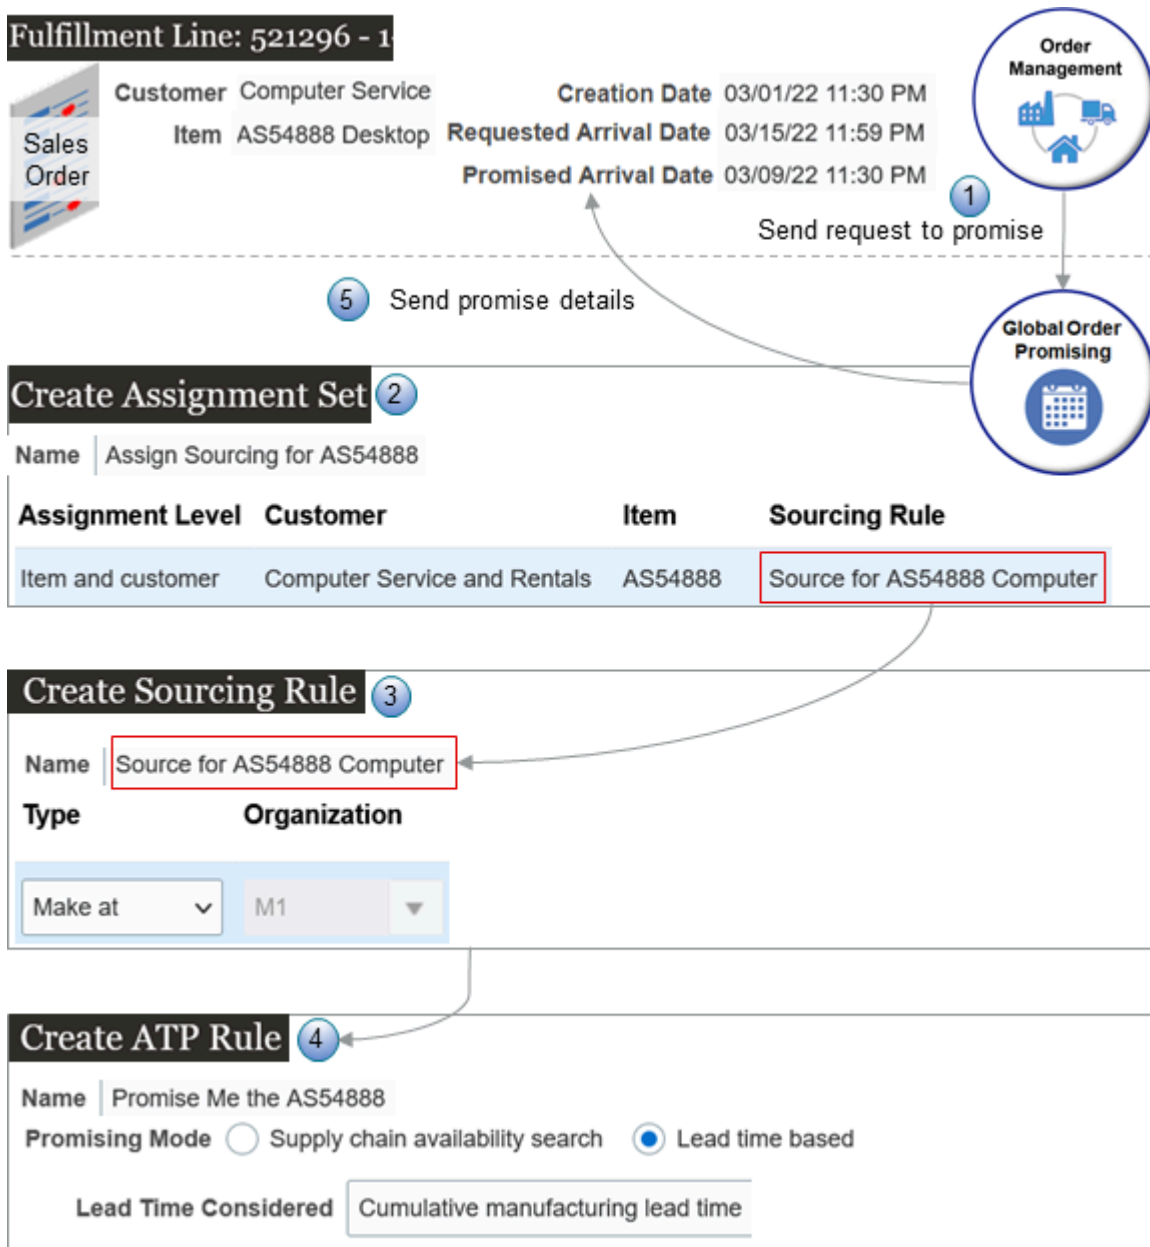 Fulfillment Line: 521296 - 1
Order
Management
Sales
Order
Customer Computer Service
Item AS54888 Desktop
Creation Date 03/01/22 11:30 PM
Requested Arrival Date 03/15/22 11:59 PM
Promised Arrival Date 03/09/22 11:30 PM
1
Send request to promise
5 Send promise details
Global Order
Promising
Create Assignment Set 2
Name Assign Sourcing for AS54888
Assignment Level Customer Item Sourcing Rule
Item and customer Computer Service and Rentals AS54888 Source for AS54888 Computer
Create Sourcing Rule 3
Name Source for AS54888 Computer
Type Organization
Make at M1
Create ATP Rule 4
Name Promise Me the AS54888
Promising Mode Supply chain availability search Lead time based
Lead Time Considered Cumulative manufacturing lead time